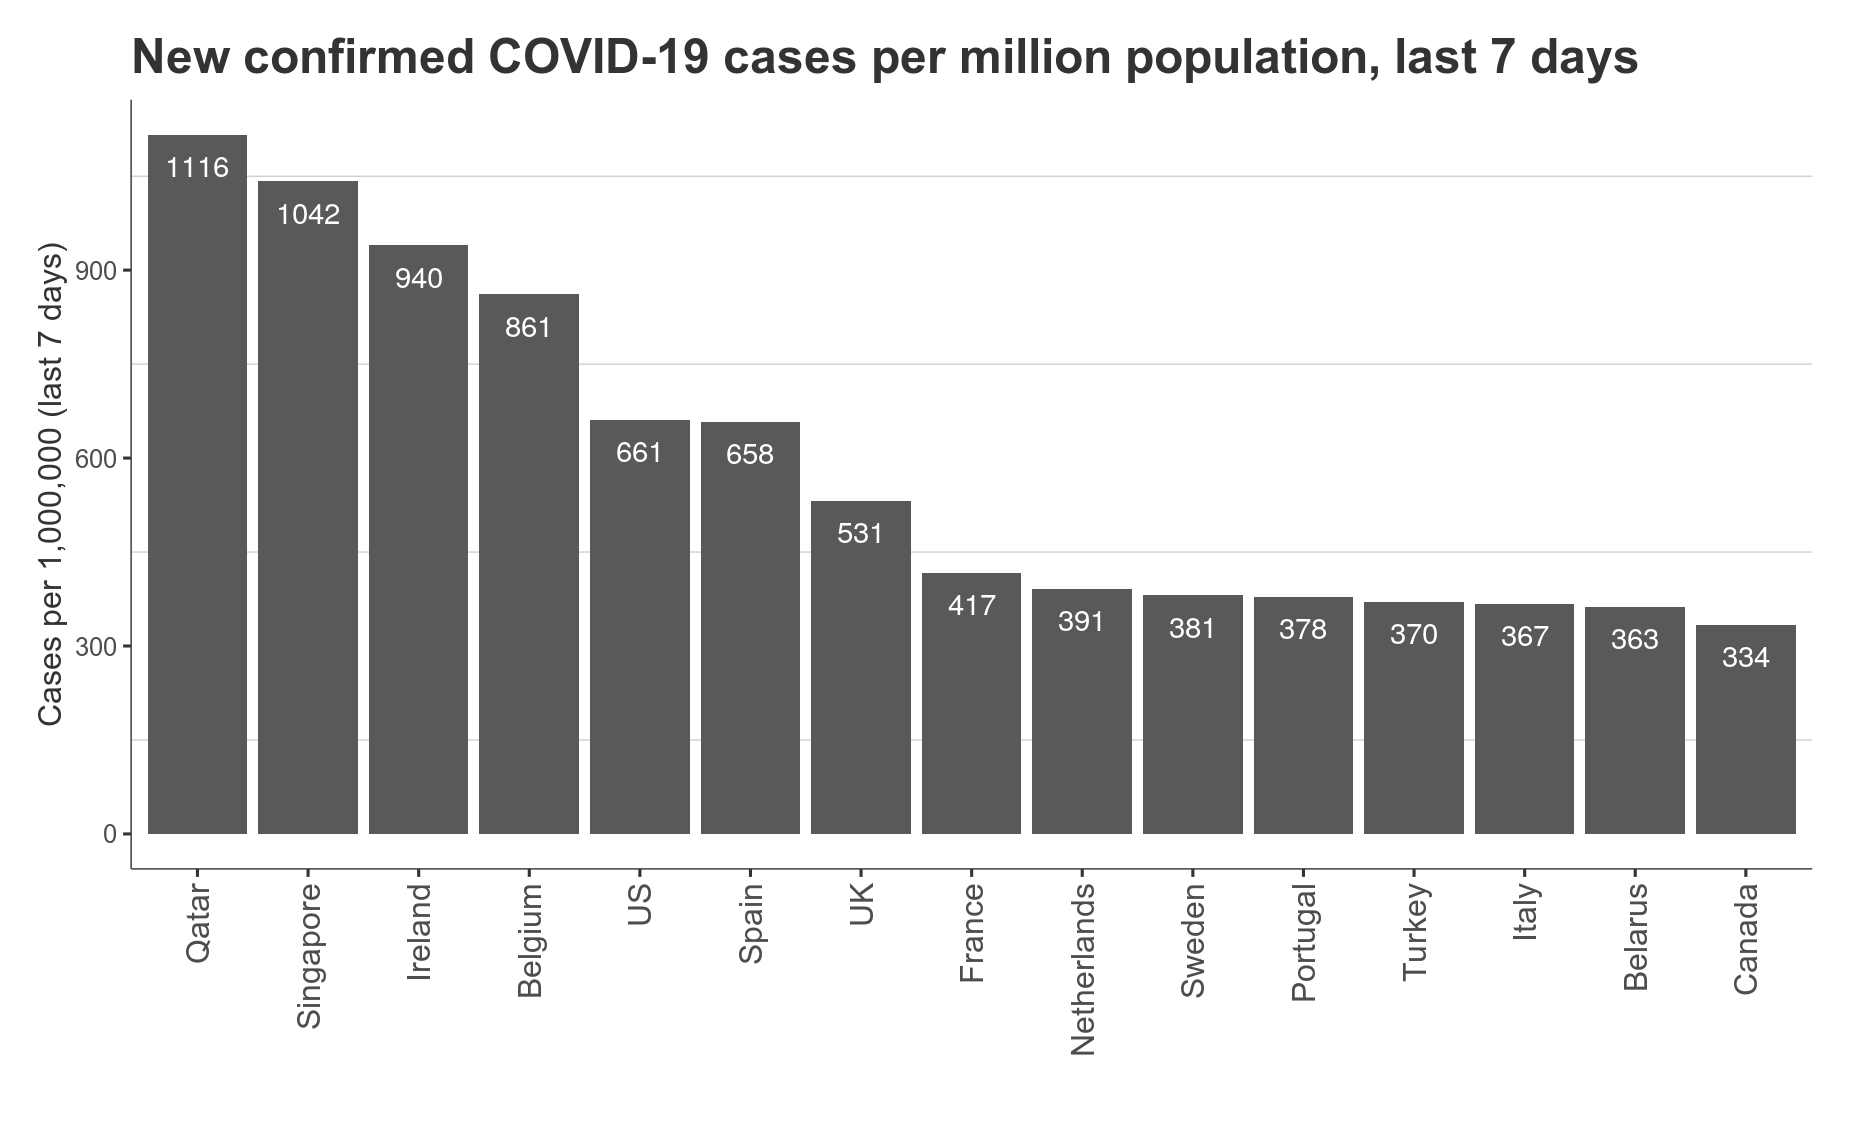 New confirmed COVID-19 cases per million population, last 7 days
Cases per 1,000,000 (last 7 days)
900
600
300
0
1116
1042
940
861
661
658
531
417
391
381
378
370
367
363
334
Qatar
Singapore
Ireland
Belgium
US
Spain
UK
France
Netherlands
Sweden
Portugal
Turkey
Italy
Belarus
Canada